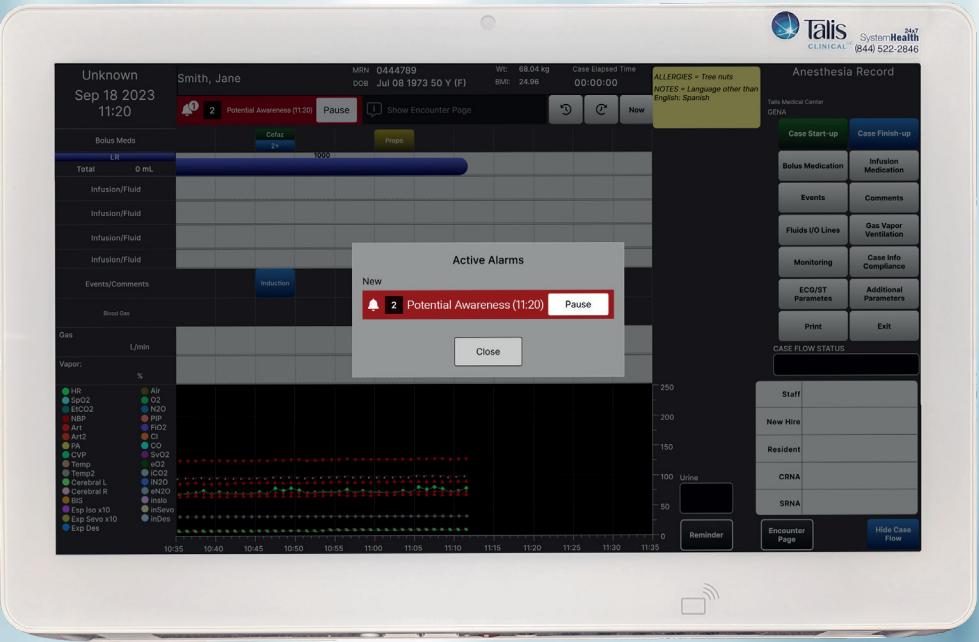 Talis
CLINICAL
24x7
SystemHealth
(844) 522-2846
Unknown
Sep 18 2023
11:20
Smith, Jane
MRN 0444789
DOB Jul 08 1973 50 Y (F)
Wt: 68.04 kg
BMI: 24.96
Case Elapsed Time
00:00:00
ALLERGIES = Tree nuts
NOTES = Language other than
English: Spanish
Anesthesia Record
Talis Medical Center
GENA
2 Potential Awareness (11:20) Pause
Show Encounter Page
Now
Case Start-up
Case Finish-up
Bolus Meds
Cefaz
2+
Propo
LR
1000
Total 0 mL
Infusion/Fluid
Infusion/Fluid
Infusion/Fluid
Infusion/Fluid
Events/Comments
Induction
Blood Gas
Gas
L/min
Vapor:
%
Bolus Medication
Infusion
Medication
Events
Comments
Fluids I/O Lines
Gas Vapor
Ventilation
Monitoring
Case Info
Compliance
ECG/ST
Parametes
Additional
Parameters
Print
Exit
Active Alarms
New
2 Potential Awareness (11:20) Pause
Close
CASE FLOW STATUS
HR Air
SpO2 O2
EtCO2 N2O
NBP PIP
Art FiO2
Art2 CI
PA CO
CVP SvO2
Temp eO2
Temp2 iCO2
Cerebral L iN2O
Cerebral R eN2O
BIS insIo
Esp Iso x10 inSevo
Exp Sevo x10 inDes
Exp Des
250
200
150
100
50
0
10:35 10:40 10:45 10:50 10:55 11:00 11:05 11:10 11:15 11:20 11:25 11:30 11:35
Urine
Reminder
Staff
New Hire
Resident
CRNA
SRNA
Encounter
Page
Hide Case
Flow